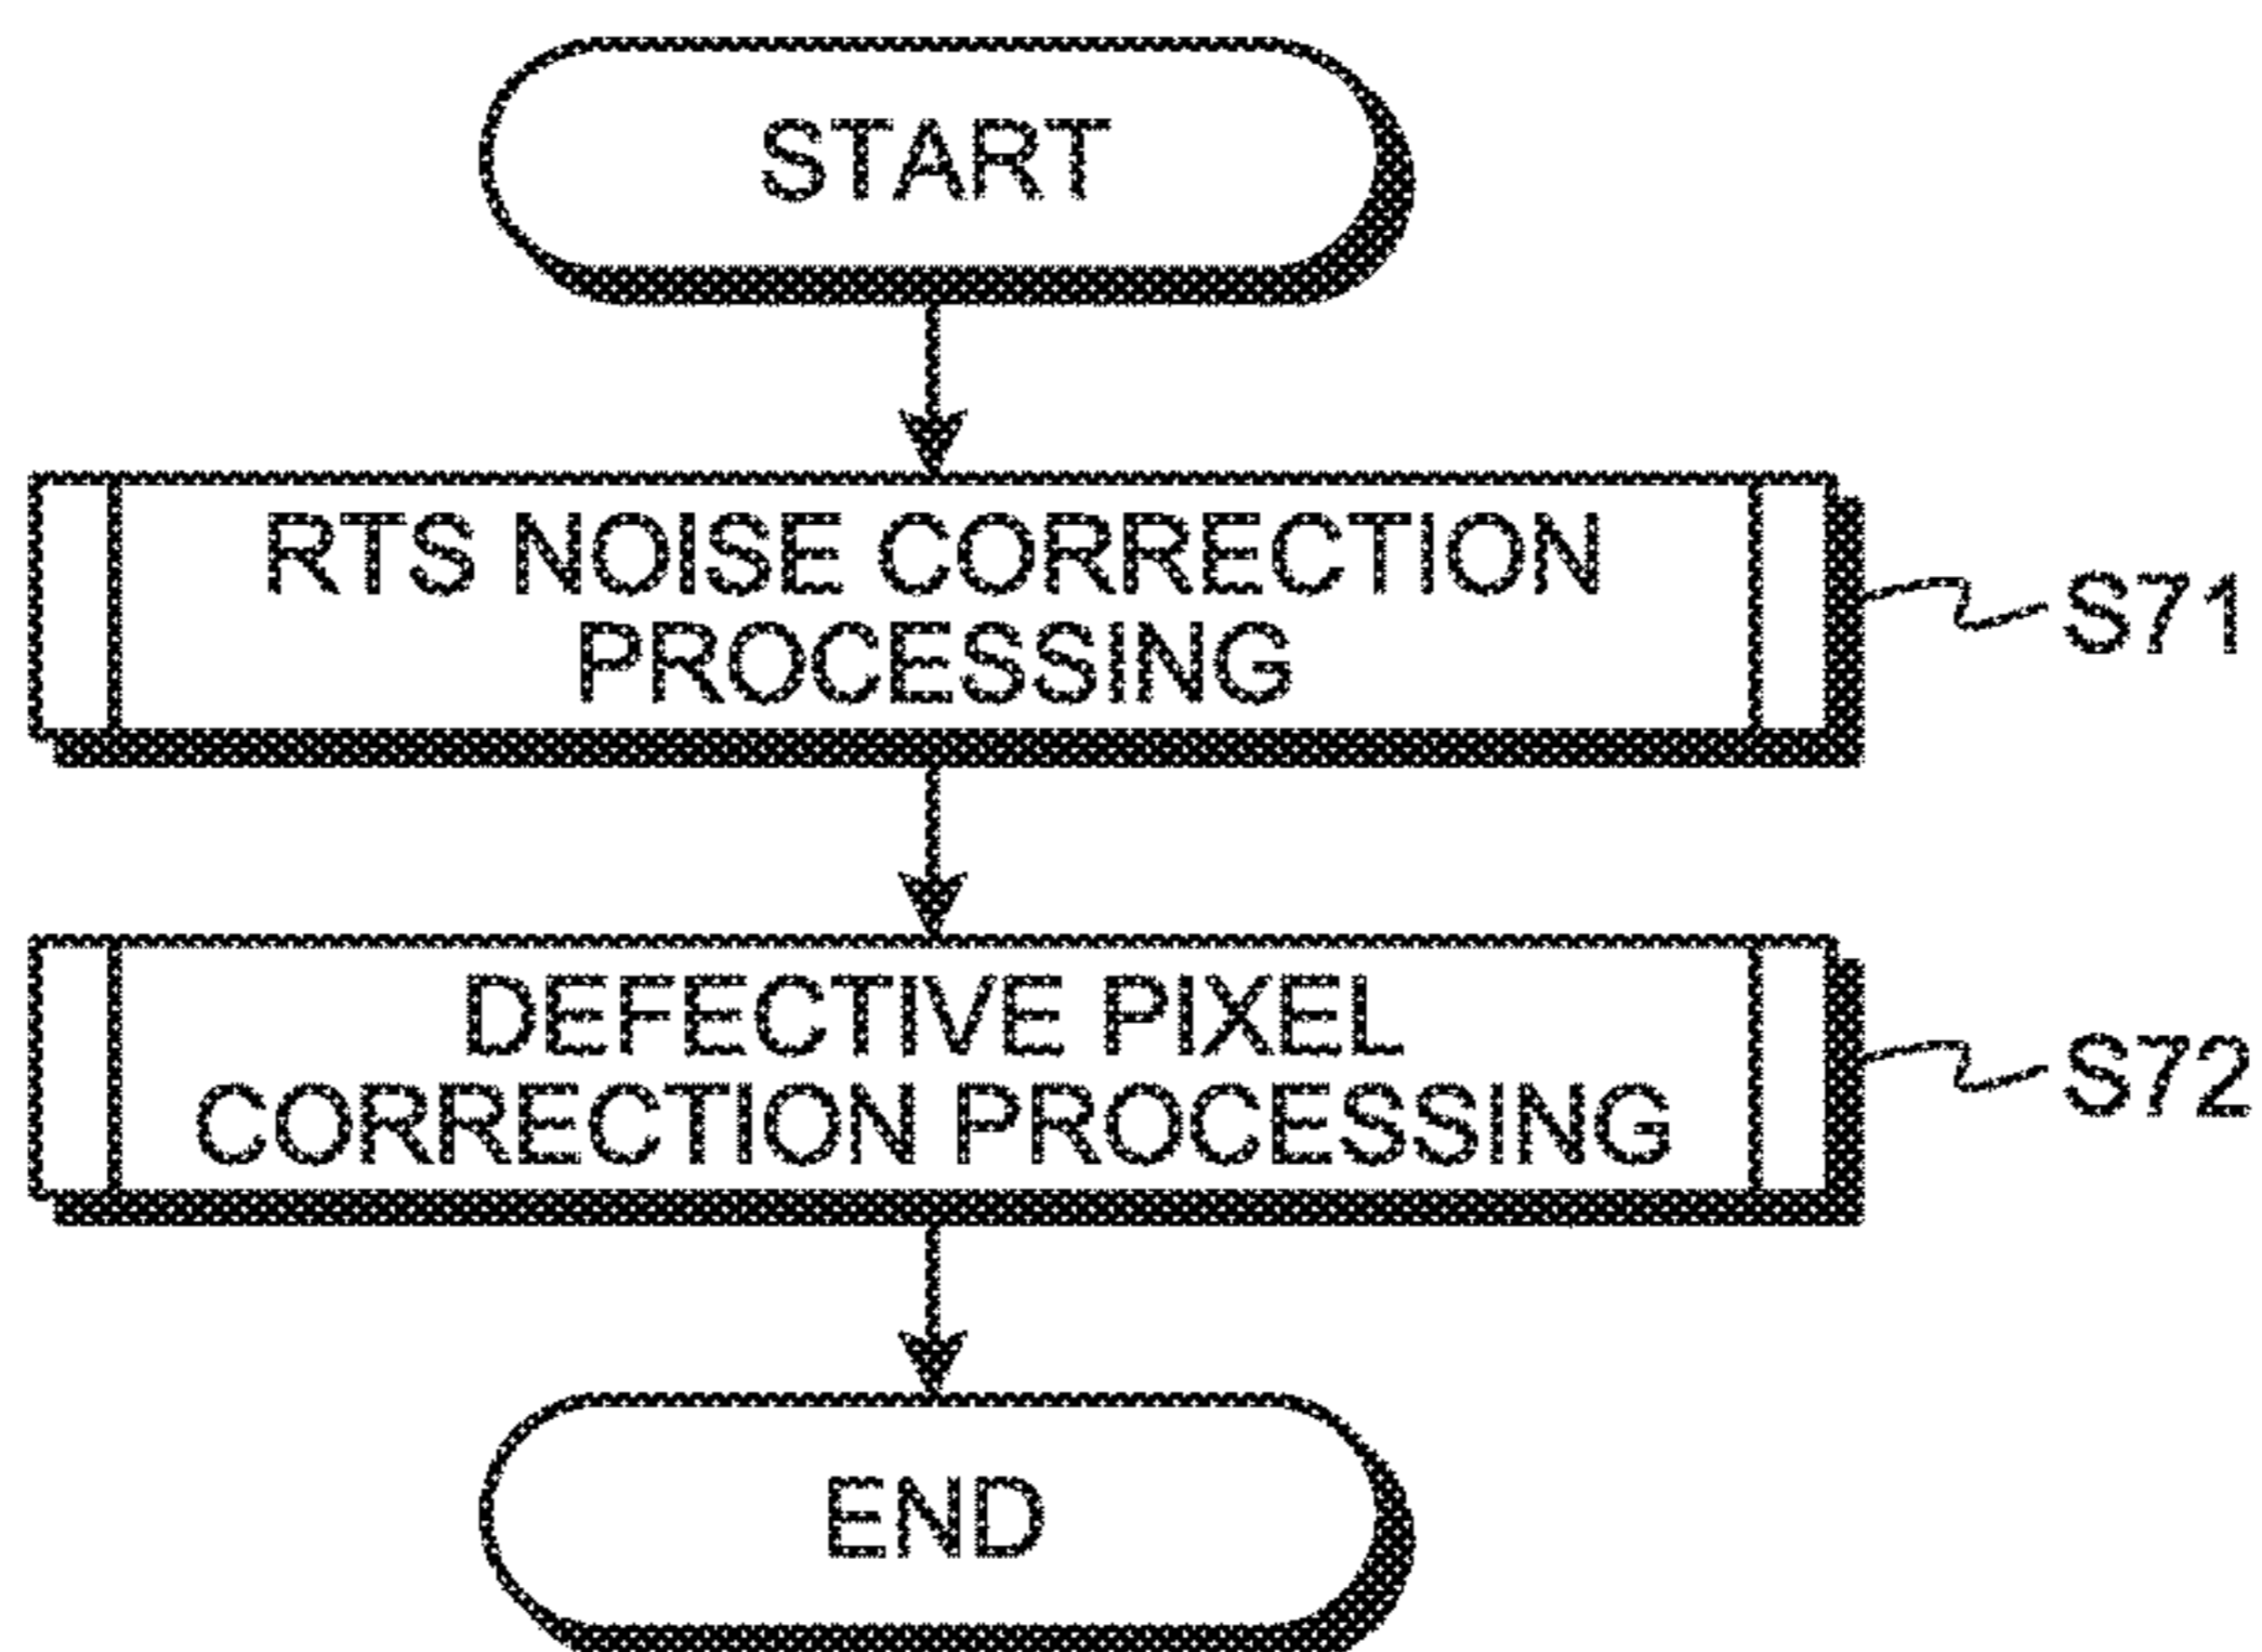 START
RTS NOISE CORRECTION
PROCESSING
S71
DEFECTIVE PIXEL
CORRECTION PROCESSING
S72
END